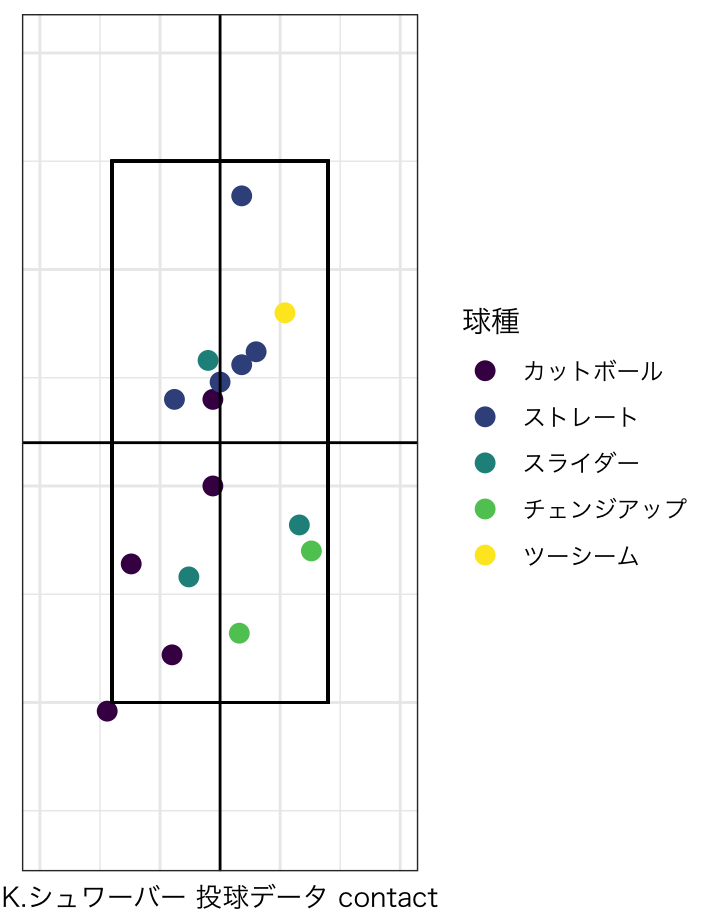 球種
カットボール
ストレート
スライダー
チェンジアップ
ツーシーム
K.シュワーバー 投球データ contact